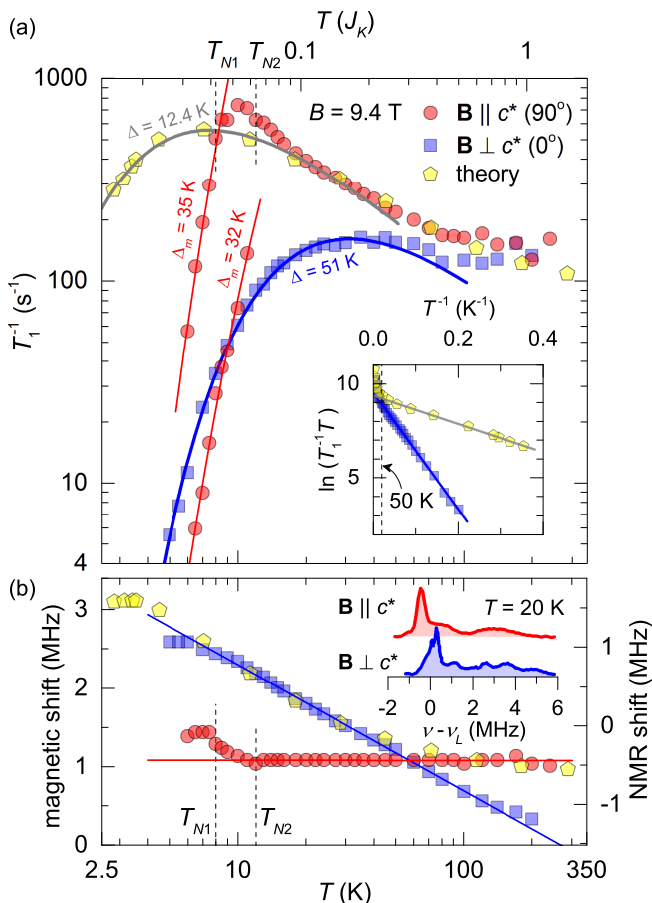 (a)
T (J_K)
T_N1 T_N2 0.1 1
1000
100
10
4
T_1^-1 (s^-1)
Δ = 12.4 K
B = 9.4 T
B || c* (90°)
B ⊥ c* (0°)
theory
Δ_m = 35 K
Δ_m = 32 K
Δ = 51 K
T^-1 (K^-1)
0.0 0.2 0.4
10
5
ln (T_1^-1 T)
50 K
(b)
3
2
1
0
magnetic shift (MHz)
B || c*
T = 20 K
B ⊥ c*
-2 0 2 4 6
ν - ν_L (MHz)
1
0
-1
NMR shift (MHz)
T_N1 T_N2
2.5 10 100 350
T (K)